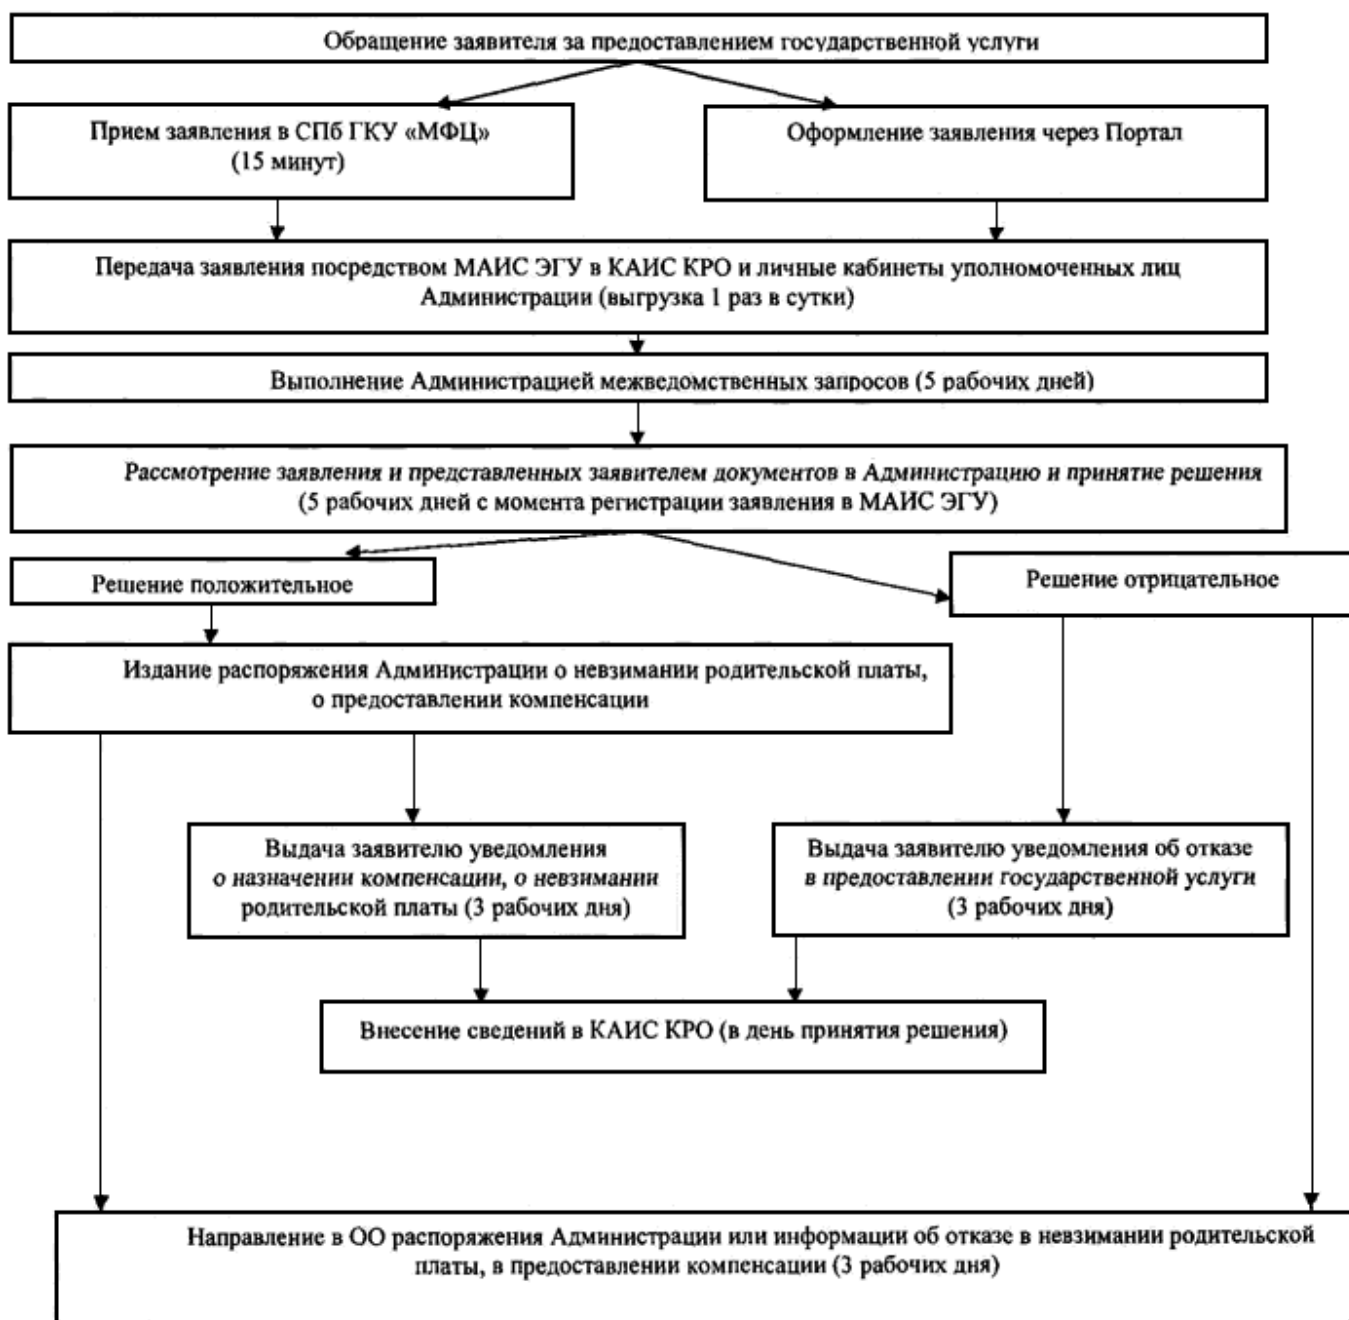 Обращение заявителя за предоставлением государственной услуги
Прием заявления в СПб ГКУ «МФЦ»
(15 минут)
Оформление заявления через Портал
Передача заявления посредством МАИС ЭГУ в КАИС КРО и личные кабинеты уполномоченных лиц
Администрации (выгрузка 1 раз в сутки)
Выполнение Администрацией межведомственных запросов (5 рабочих дней)
Рассмотрение заявления и представленных заявителем документов в Администрацию и принятие решения
(5 рабочих дней с момента регистрации заявления в МАИС ЭГУ)
Решение положительное
Решение отрицательное
Издание распоряжения Администрации о невзимании родительской платы,
о предоставлении компенсации
Выдача заявителю уведомления
о назначении компенсации, о невзимании
родительской платы (3 рабочих дня)
Выдача заявителю уведомления об отказе
в предоставлении государственной услуги
(3 рабочих дня)
Внесение сведений в КАИС КРО (в день принятия решения)
Направление в ОО распоряжения Администрации или информации об отказе в невзимании родительской
платы, в предоставлении компенсации (3 рабочих дня)